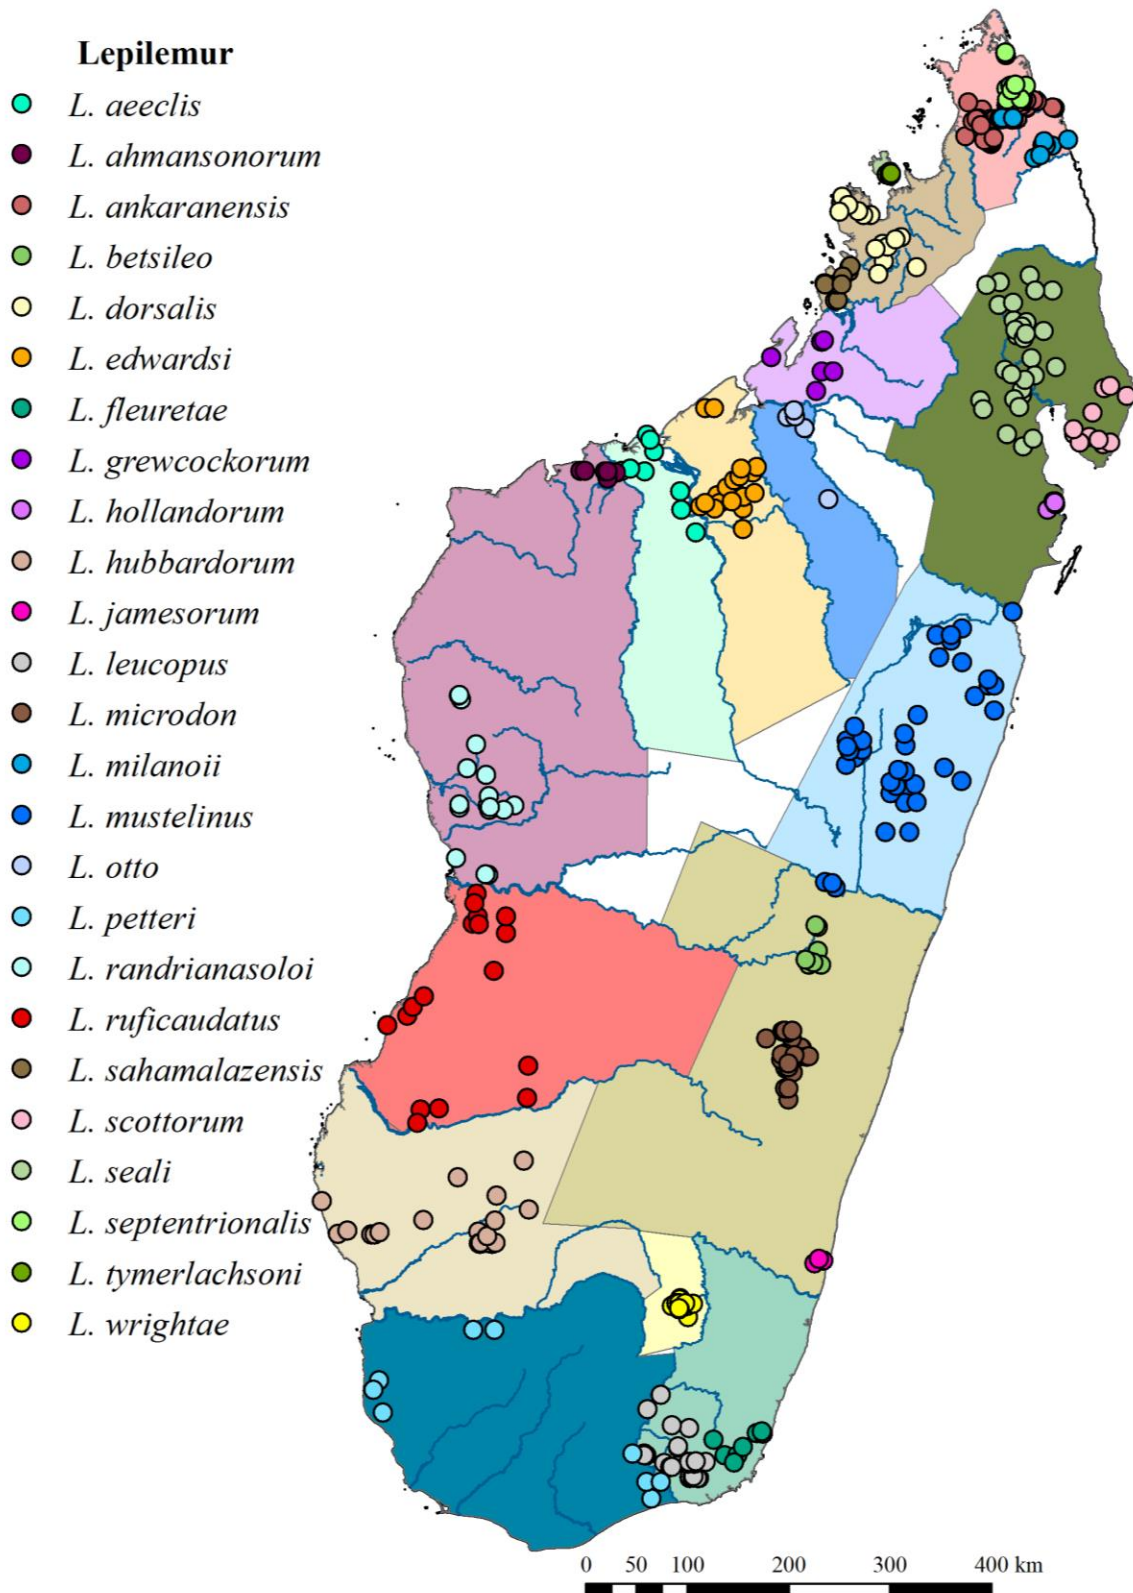 Lepilemur
L. aeeclis
L. ahmansonorum
L. ankaranensis
L. betsileo
L. dorsalis
L. edwardsi
L. fleuretae
L. grewcockorum
L. hollandorum
L. hubbardorum
L. jamesorum
L. leucopus
L. microdon
L. milanoii
L. mustelinus
L. otto
L. petteri
L. randrianasoloi
L. ruficaudatus
L. sahamalazensis
L. scottorum
L. seali
L. septentrionalis
L. tymerlachsoni
L. wrightae
0 50 100 200 300 400 km